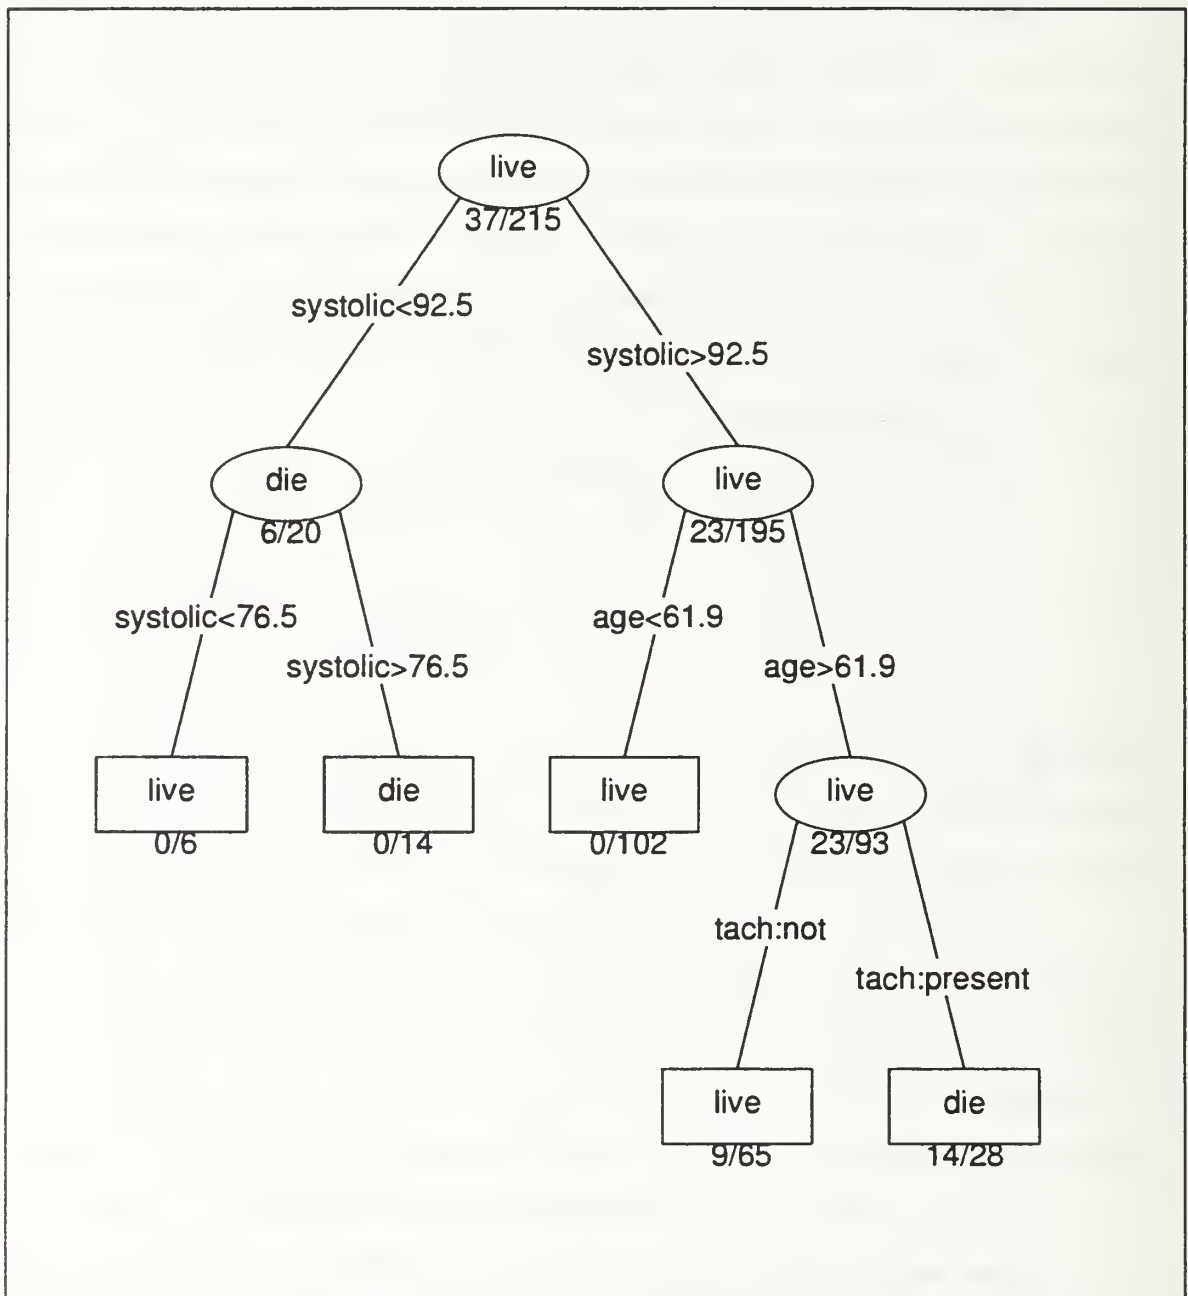 live
37/215
systolic<92.5
systolic>92.5
die
6/20
live
23/195
systolic<76.5
age<61.9
systolic>76.5
age>61.9
live
0/6
die
0/14
live
0/102
live
23/93
tach:not
tach:present
live
9/65
die
14/28